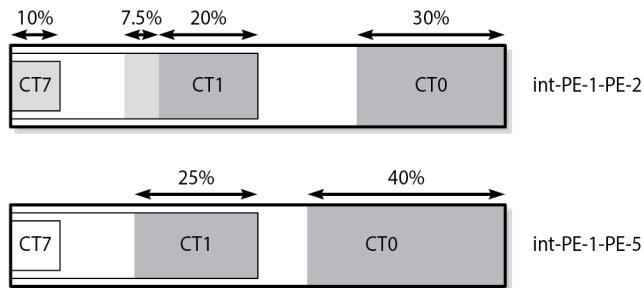 10% 7.5% 20% 30%
CT7 CT1 CT0 int-PE-1-PE-2
25% 40%
CT7 CT1 CT0 int-PE-1-PE-5